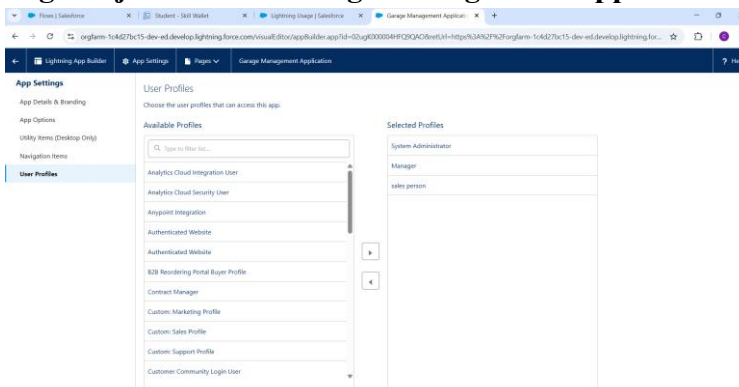 Flows | Salesforce
Student - Skill Wallet
Lightning Usage | Salesforce
Garage Management Applicati
orgfarm-1c4d27bc15-dev-ed.develop.lightning.force.com/visualEditor/appBuilder.app?id=02ugK000004HFQ9QAO&retUrl=https%3A%2F%2Forgfarm-1c4d27bc15-dev-ed.develop.lightning.for...
Lightning App Builder
App Settings
Pages
Garage Management Application
? He
App Settings
App Details & Branding
App Options
Utility Items (Desktop Only)
Navigation Items
User Profiles
User Profiles
Choose the user profiles that can access this app.
Available Profiles
Type to filter list...
Analytics Cloud Integration User
Analytics Cloud Security User
Anypoint Integration
Authenticated Website
Authenticated Website
B2B Reordering Portal Buyer Profile
Contract Manager
Custom: Marketing Profile
Custom: Sales Profile
Custom: Support Profile
Customer Community Login User
Selected Profiles
System Administrator
Manager
sales person